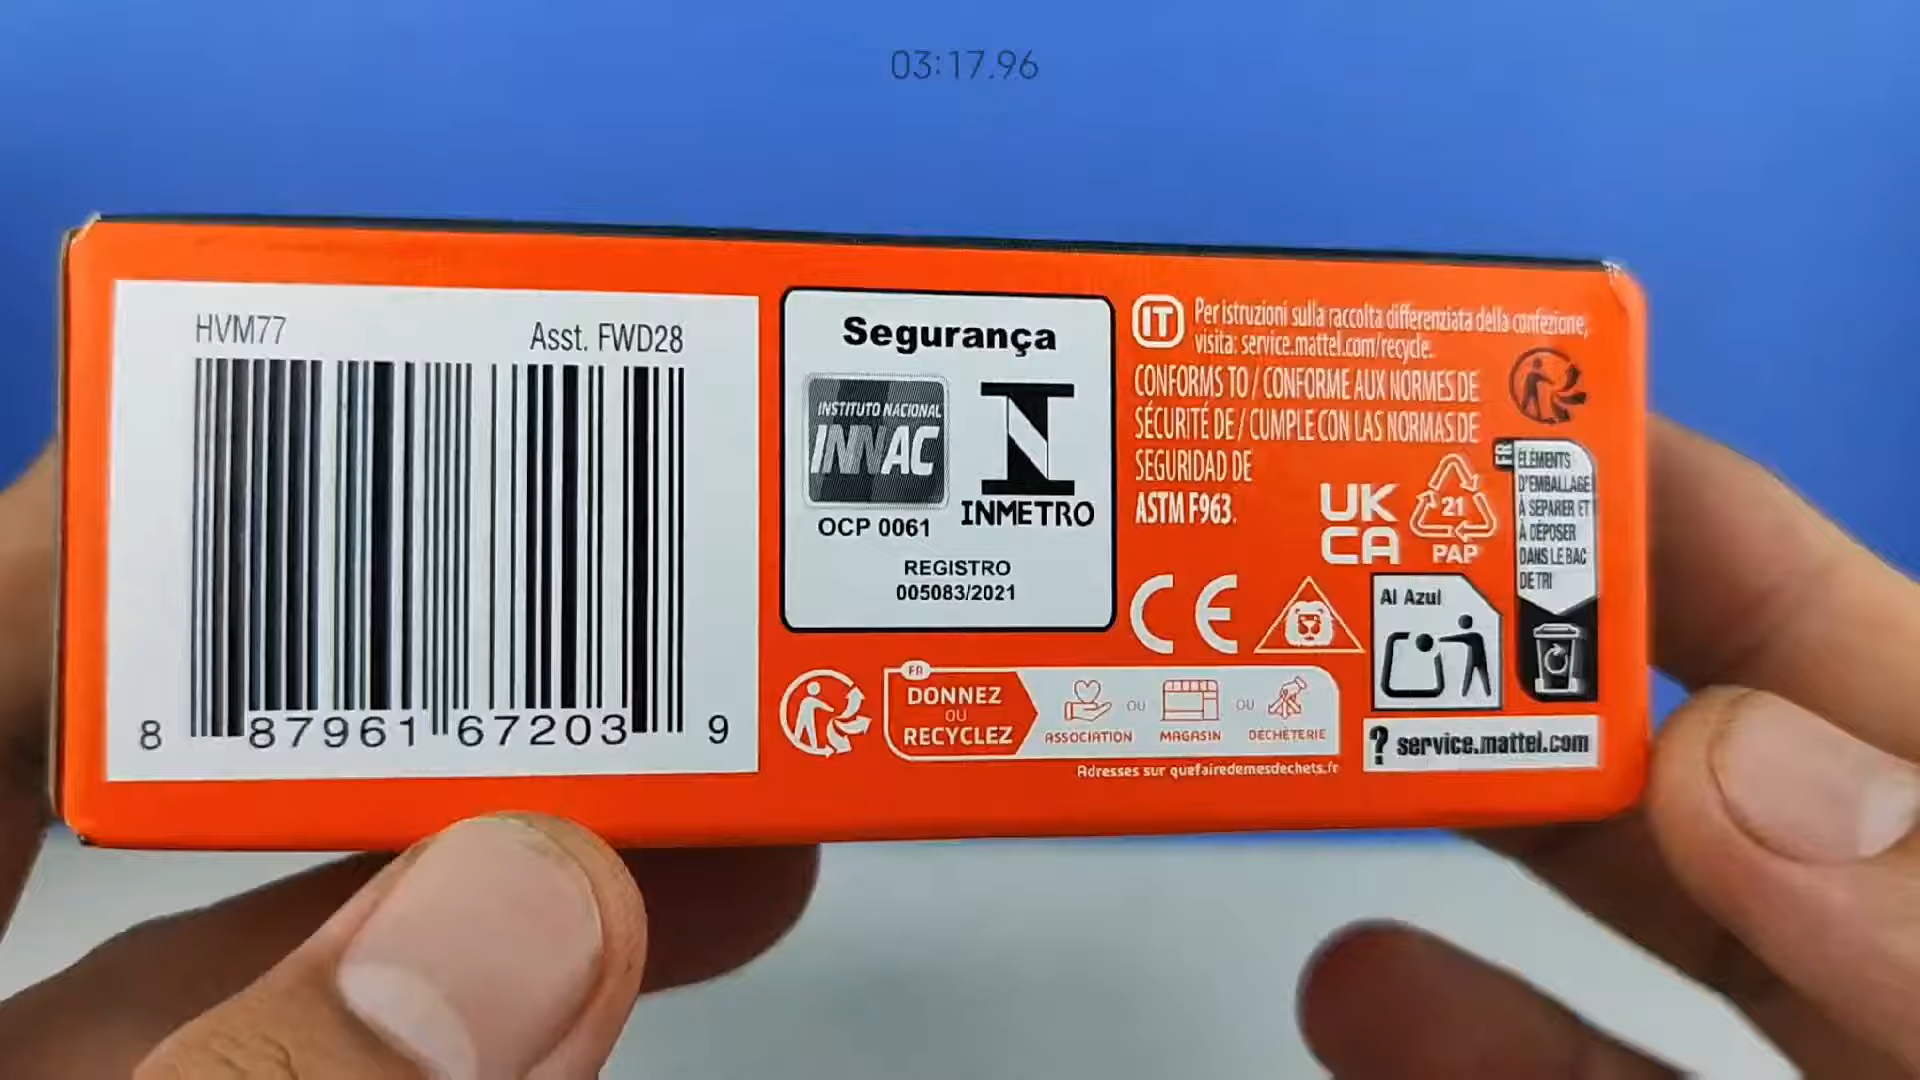 03:17.96
HVM77
Asst. FWD28
8 87961 67203 9
Segurança
INSTITUTO NACIONAL
INNAC
OCP 0061
INMETRO
REGISTRO
005083/2021
IT
Per istruzioni sulla raccolta differenziata della confezione,
visita: service.mattel.com/recycle.
CONFORMS TO / CONFORME AUX NORMES DE
SÉCURITÉ DE / CUMPLE CON LAS NORMAS DE
SEGURIDAD DE
ASTM F963.
UK
CA
21
PAP
CE
FR
ÉLÉMENTS
D'EMBALLAGE
À SÉPARER ET
À DÉPOSER
DANS LE BAC
DE TRI
Al Azul
FR
DONNEZ
OU
RECYCLEZ
ASSOCIATION
OU
MAGASIN
OU
DÉCHÈTERIE
Adresses sur quefairedemesdechets.fr
? service.mattel.com